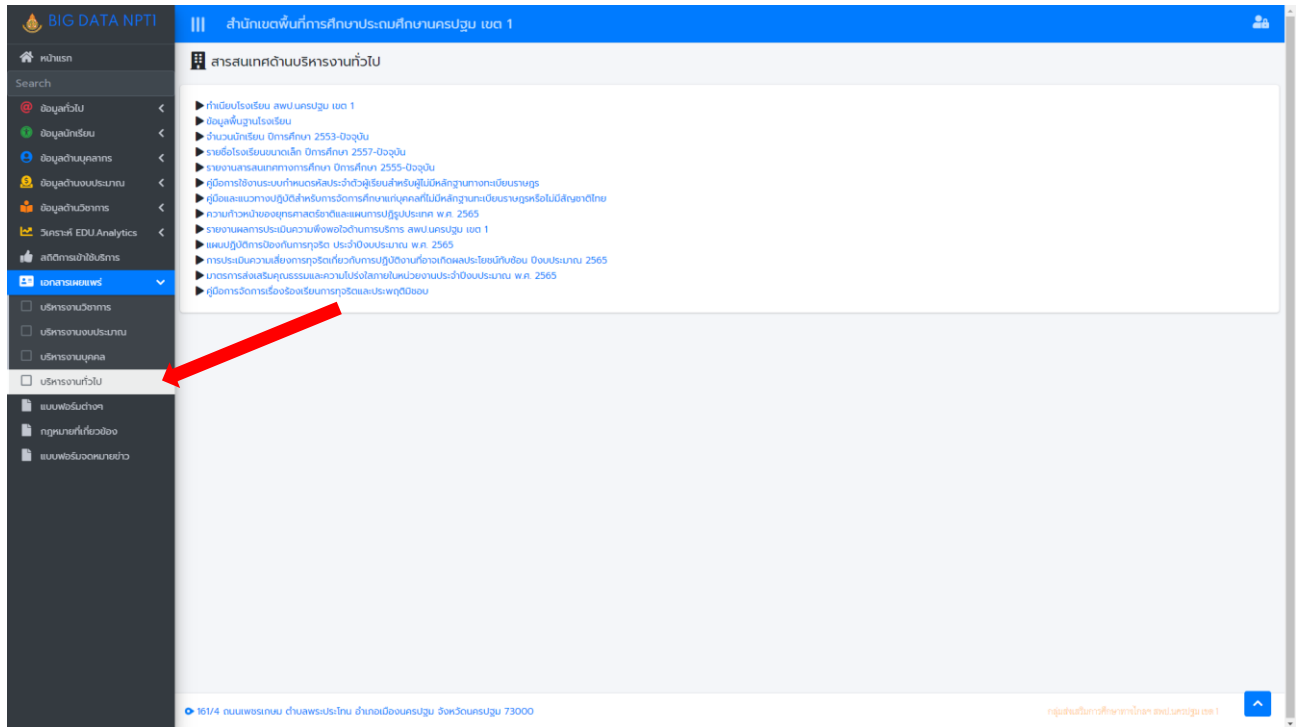 BIG DATA NPT1
สำนักเขตพื้นที่การศึกษาประถมศึกษานครปฐม เขต 1
หน้าแรก
Search
ข้อมูลทั่วไป
ข้อมูลนักเรียน
ข้อมูลด้านบุคลากร
ข้อมูลด้านงบประมาณ
ข้อมูลด้านวิชาการ
วิเคราะห์ EDU.Analytics
สถิติการเข้าใช้บริการ
เอกสารเผยแพร่
บริหารงานวิชาการ
บริหารงานงบประมาณ
บริหารงานบุคคล
บริหารงานทั่วไป
แบบฟอร์มต่างๆ
กฎหมายที่เกี่ยวข้อง
แบบฟอร์มจดหมายข่าว
สารสนเทศด้านบริหารงานทั่วไป
ทำเนียบโรงเรียน สพป.นครปฐม เขต 1
ข้อมูลพื้นฐานโรงเรียน
จำนวนนักเรียน ปีการศึกษา 2553-ปัจจุบัน
รายชื่อโรงเรียนขนาดเล็ก ปีการศึกษา 2557-ปัจจุบัน
รายงานสารสนเทศทางการศึกษา ปีการศึกษา 2555-ปัจจุบัน
คู่มือการใช้งานระบบกำหนดรหัสประจำตัวผู้เรียนสำหรับผู้ไม่มีหลักฐานทางทะเบียนราษฎร
คู่มือและแนวทางปฏิบัติสำหรับการจัดการศึกษาแก่บุคคลที่ไม่มีหลักฐานทะเบียนราษฎรหรือไม่มีสัญชาติไทย
ความก้าวหน้าของยุทธศาสตร์ชาติและแผนการปฏิรูปประเทศ พ.ศ. 2565
รายงานผลการประเมินความพึงพอใจด้านการบริการ สพป.นครปฐม เขต 1
แผนปฏิบัติการป้องกันการทุจริต ประจำปีงบประมาณ พ.ศ. 2565
การประเมินความเสี่ยงการทุจริตเกี่ยวกับการปฏิบัติงานที่อาจเกิดผลประโยชน์ทับซ้อน ปีงบประมาณ 2565
มาตรการส่งเสริมคุณธรรมและความโปร่งใสภายในหน่วยงานประจำปีงบประมาณ พ.ศ. 2565
คู่มือการจัดการเรื่องร้องเรียนการทุจริตและประพฤติมิชอบ
161/4 ถนนเพชรเกษม ตำบลพระประโทน อำเภอเมืองนครปฐม จังหวัดนครปฐม 73000
กลุ่มส่งเสริมการศึกษาทางไกลฯ สพป.นครปฐม เขต 1